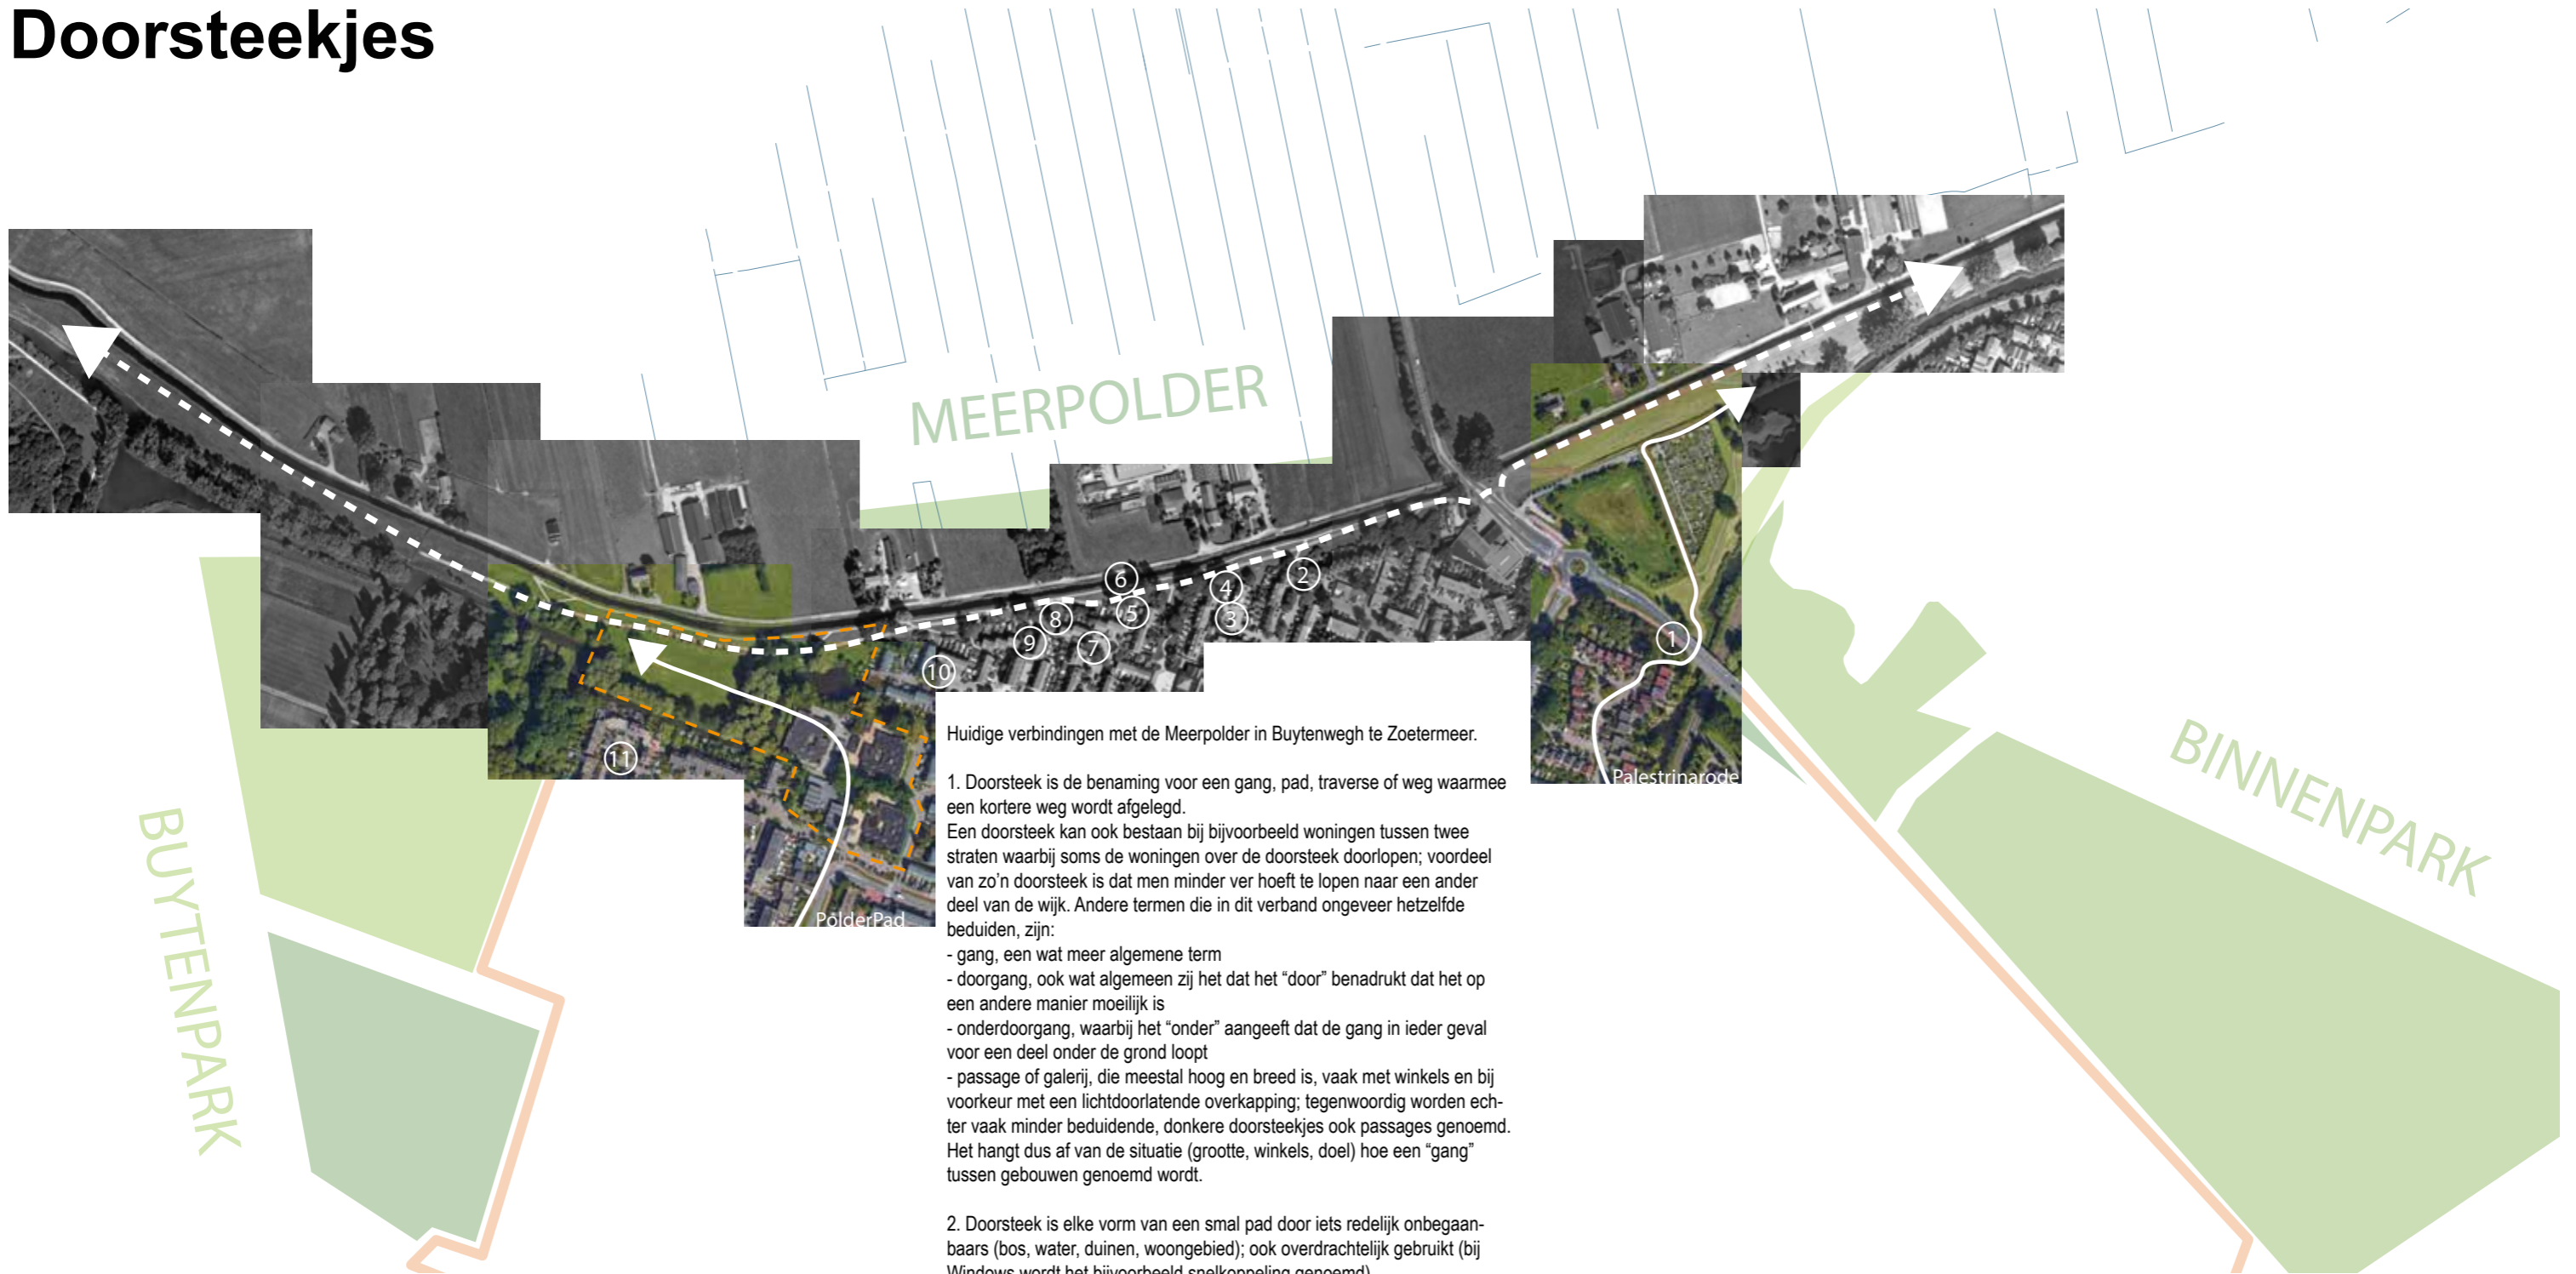 Doorsteekjes
MEERPOLDER
6
2
4
5
8
3
9
7
1
10
11
Palestrinarode
PolderPad
BUYTENPARK
BINNENPARK
Huidige verbindingen met de Meerpolder in Buytenwegh te Zoetermeer.
1. Doorsteek is de benaming voor een gang, pad, traverse of weg waarmee
een kortere weg wordt afgelegd.
Een doorsteek kan ook bestaan bij bijvoorbeeld woningen tussen twee
straten waarbij soms de woningen over de doorsteek doorlopen; voordeel
van zo’n doorsteek is dat men minder ver hoeft te lopen naar een ander
deel van de wijk. Andere termen die in dit verband ongeveer hetzelfde
beduiden, zijn:
- gang, een wat meer algemene term
- doorgang, ook wat algemeen zij het dat het “door” benadrukt dat het op
een andere manier moeilijk is
- onderdoorgang, waarbij het “onder” aangeeft dat de gang in ieder geval
voor een deel onder de grond loopt
- passage of galerij, die meestal hoog en breed is, vaak met winkels en bij
voorkeur met een lichtdoorlatende overkapping; tegenwoordig worden ech-
ter vaak minder beduidende, donkere doorsteekjes ook passages genoemd.
Het hangt dus af van de situatie (grootte, winkels, doel) hoe een “gang”
tussen gebouwen genoemd wordt.
2. Doorsteek is elke vorm van een smal pad door iets redelijk onbegaan-
baars (bos, water, duinen, woongebied); ook overdrachtelijk gebruikt (bij
Windows wordt het bijvoorbeeld snelkoppeling genoemd)